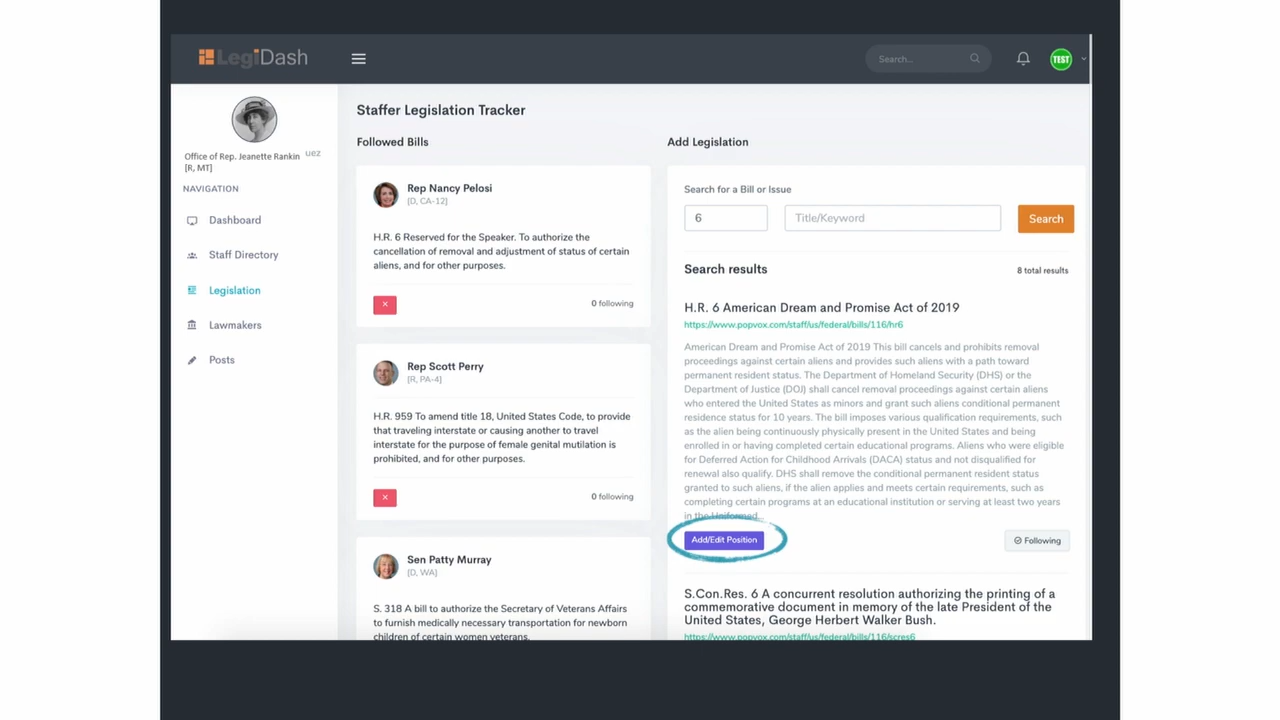 LegiDash
Search...
TEST
Office of Rep. Jeanette Rankin
uez
[R, MT]
NAVIGATION
Dashboard
Staff Directory
Legislation
Lawmakers
Posts
Staffer Legislation Tracker
Followed Bills
Rep Nancy Pelosi
[D, CA-12]
H.R. 6 Reserved for the Speaker. To authorize the
cancellation of removal and adjustment of status of certain
aliens, and for other purposes.
×
0 following
Rep Scott Perry
[R, PA-4]
H.R. 959 To amend title 18, United States Code, to provide
that traveling interstate or causing another to travel
interstate for the purpose of female genital mutilation is
prohibited, and for other purposes.
×
0 following
Sen Patty Murray
[D, WA]
S. 318 A bill to authorize the Secretary of Veterans Affairs
to furnish medically necessary transportation for newborn
children of certain women veterans.
Add Legislation
Search for a Bill or Issue
6
Title/Keyword
Search
Search results
8 total results
H.R. 6 American Dream and Promise Act of 2019
https://www.popvox.com/staff/us/federal/bills/116/hr6
American Dream and Promise Act of 2019 This bill cancels and prohibits removal
proceedings against certain aliens and provides such aliens with a path toward
permanent resident status. The Department of Homeland Security (DHS) or the
Department of Justice (DOJ) shall cancel removal proceedings against certain aliens
who entered the United States as minors and grant such aliens conditional permanent
residence status for 10 years. The bill imposes various qualification requirements, such
as the alien being continuously physically present in the United States and being
enrolled in or having completed certain educational programs. Aliens who were eligible
for Deferred Action for Childhood Arrivals (DACA) status and not disqualified for
renewal also qualify. DHS shall remove the conditional permanent resident status
granted to such aliens, if the alien applies and meets certain requirements, such as
completing certain programs at an educational institution or serving at least two years
in the Uniformed...
Add/Edit Position
Following
S.Con.Res. 6 A concurrent resolution authorizing the printing of a
commemorative document in memory of the late President of the
United States, George Herbert Walker Bush.
https://www.popvox.com/staff/us/federal/bills/116/scres6